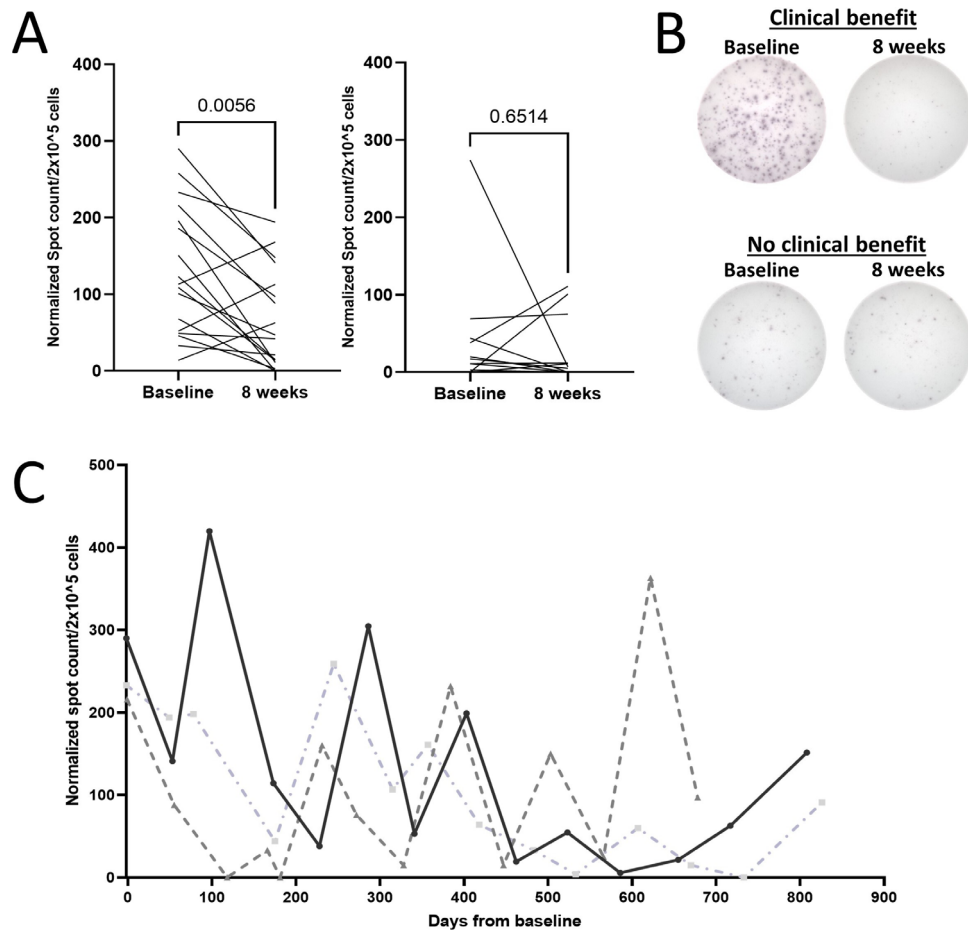 A
Normalized Spot count/2x10^5 cells
400
300
200
100
0
0.0056
Baseline 8 weeks
Normalized Spot count/2x10^5 cells
400
300
200
100
0
0.6514
Baseline 8 weeks
B
Clinical benefit
Baseline 8 weeks
No clinical benefit
Baseline 8 weeks
C
Normalized spot count/2x10^5 cells
500
400
300
200
100
0
0 100 200 300 400 500 600 700 800 900
Days from baseline